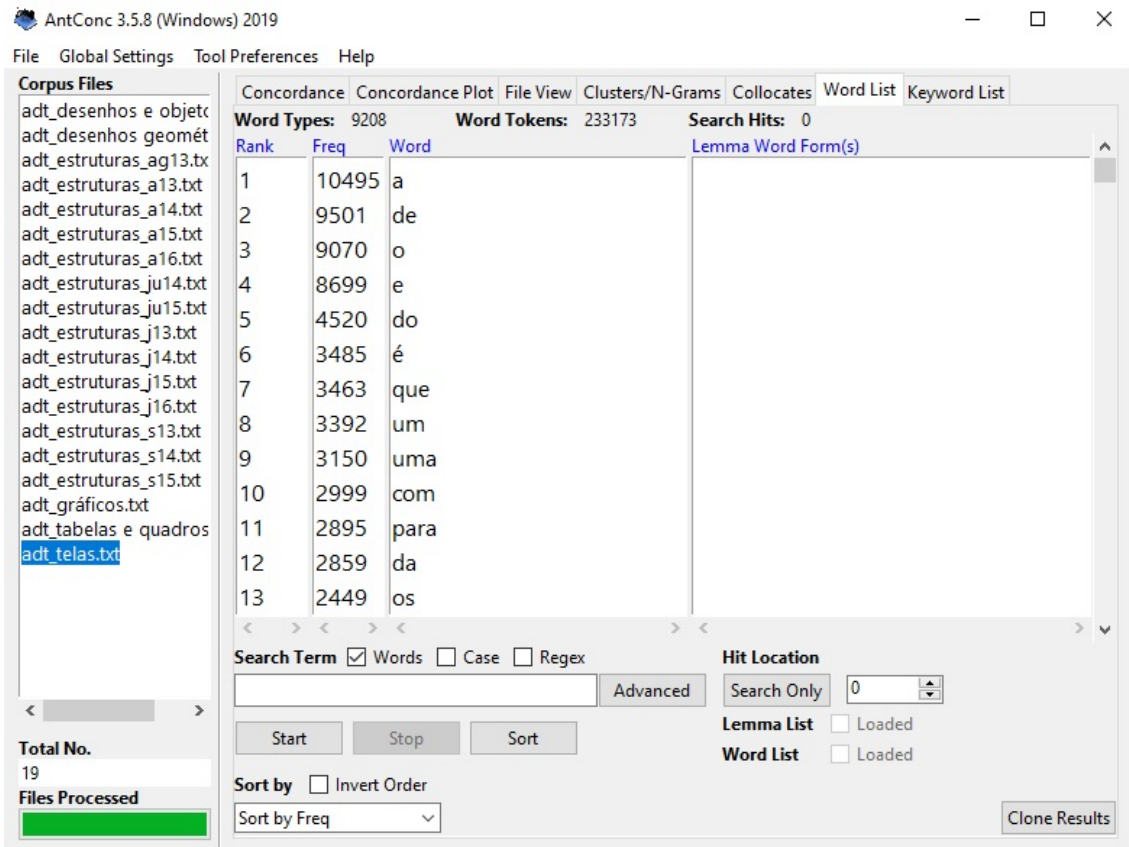 AntConc 3.5.8 (Windows) 2019
File Global Settings Tool Preferences Help
Corpus Files
adt_desenhos e objeto
adt_desenhos geomét
adt_estruturas_ag13.tx
adt_estruturas_a13.txt
adt_estruturas_a14.txt
adt_estruturas_a15.txt
adt_estruturas_a16.txt
adt_estruturas_ju14.txt
adt_estruturas_ju15.txt
adt_estruturas_j13.txt
adt_estruturas_j14.txt
adt_estruturas_j15.txt
adt_estruturas_j16.txt
adt_estruturas_s13.txt
adt_estruturas_s14.txt
adt_estruturas_s15.txt
adt_gráficos.txt
adt_tabelas e quadros
adt_telas.txt
Total No.
19
Files Processed
Concordance Concordance Plot File View Clusters/N-Grams Collocates Word List Keyword List
Word Types: 9208 Word Tokens: 233173 Search Hits: 0
Rank Freq Word Lemma Word Form(s)
1 10495 a
2 9501 de
3 9070 o
4 8699 e
5 4520 do
6 3485 é
7 3463 que
8 3392 um
9 3150 uma
10 2999 com
11 2895 para
12 2859 da
13 2449 os
Search Term Words Case Regex Hit Location
Advanced Search Only 0
Start Stop Sort Lemma List Loaded
Word List Loaded
Sort by Invert Order
Sort by Freq Clone Results